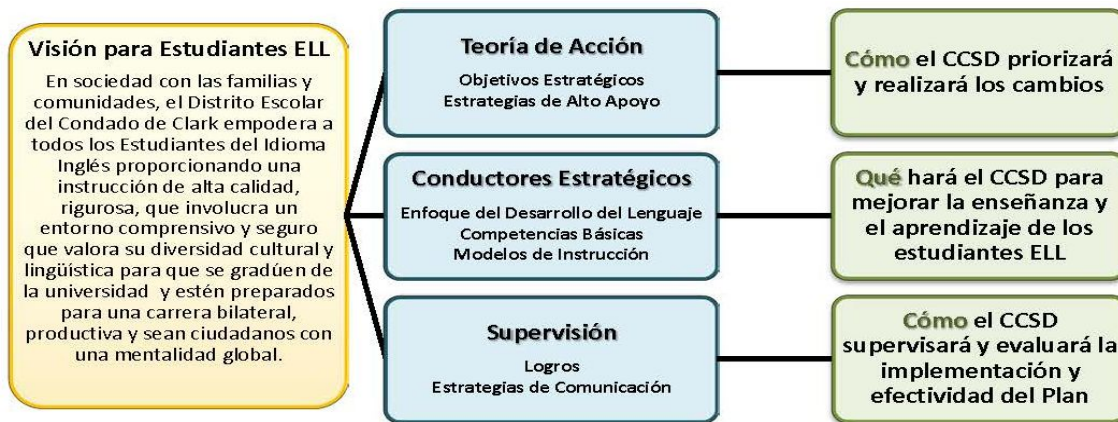 Visión para Estudiantes ELL
En sociedad con las familias y
comunidades, el Distrito Escolar
del Condado de Clark empodera a
todos los Estudiantes del Idioma
Inglés proporcionando una
instrucción de alta calidad,
rigurosa, que involucra un
entorno comprensivo y seguro
que valora su diversidad cultural y
lingüística para que se gradúen de
la universidad y estén preparados
para una carrera bilateral,
productiva y sean ciudadanos con
una mentalidad global.
Teoría de Acción
Objetivos Estratégicos
Estrategias de Alto Apoyo
Cómo el CCSD priorizará
y realizará los cambios
Conductores Estratégicos
Enfoque del Desarrollo del Lenguaje
Competencias Básicas
Modelos de Instrucción
Qué hará el CCSD para
mejorar la enseñanza y
el aprendizaje de los
estudiantes ELL
Supervisión
Logros
Estrategias de Comunicación
Cómo el CCSD
supervisará y evaluará la
implementación y
efectividad del Plan